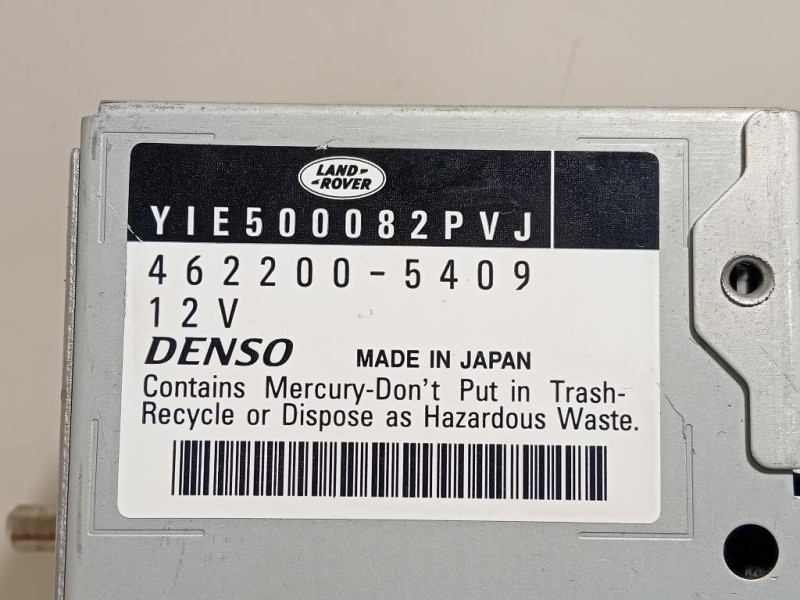 LAND-
-ROVER
YIE500082PVJ
462200-5409
12V
DENSO MADE IN JAPAN
Contains Mercury-Don't Put in Trash-
Recycle or Dispose as Hazardous Waste.